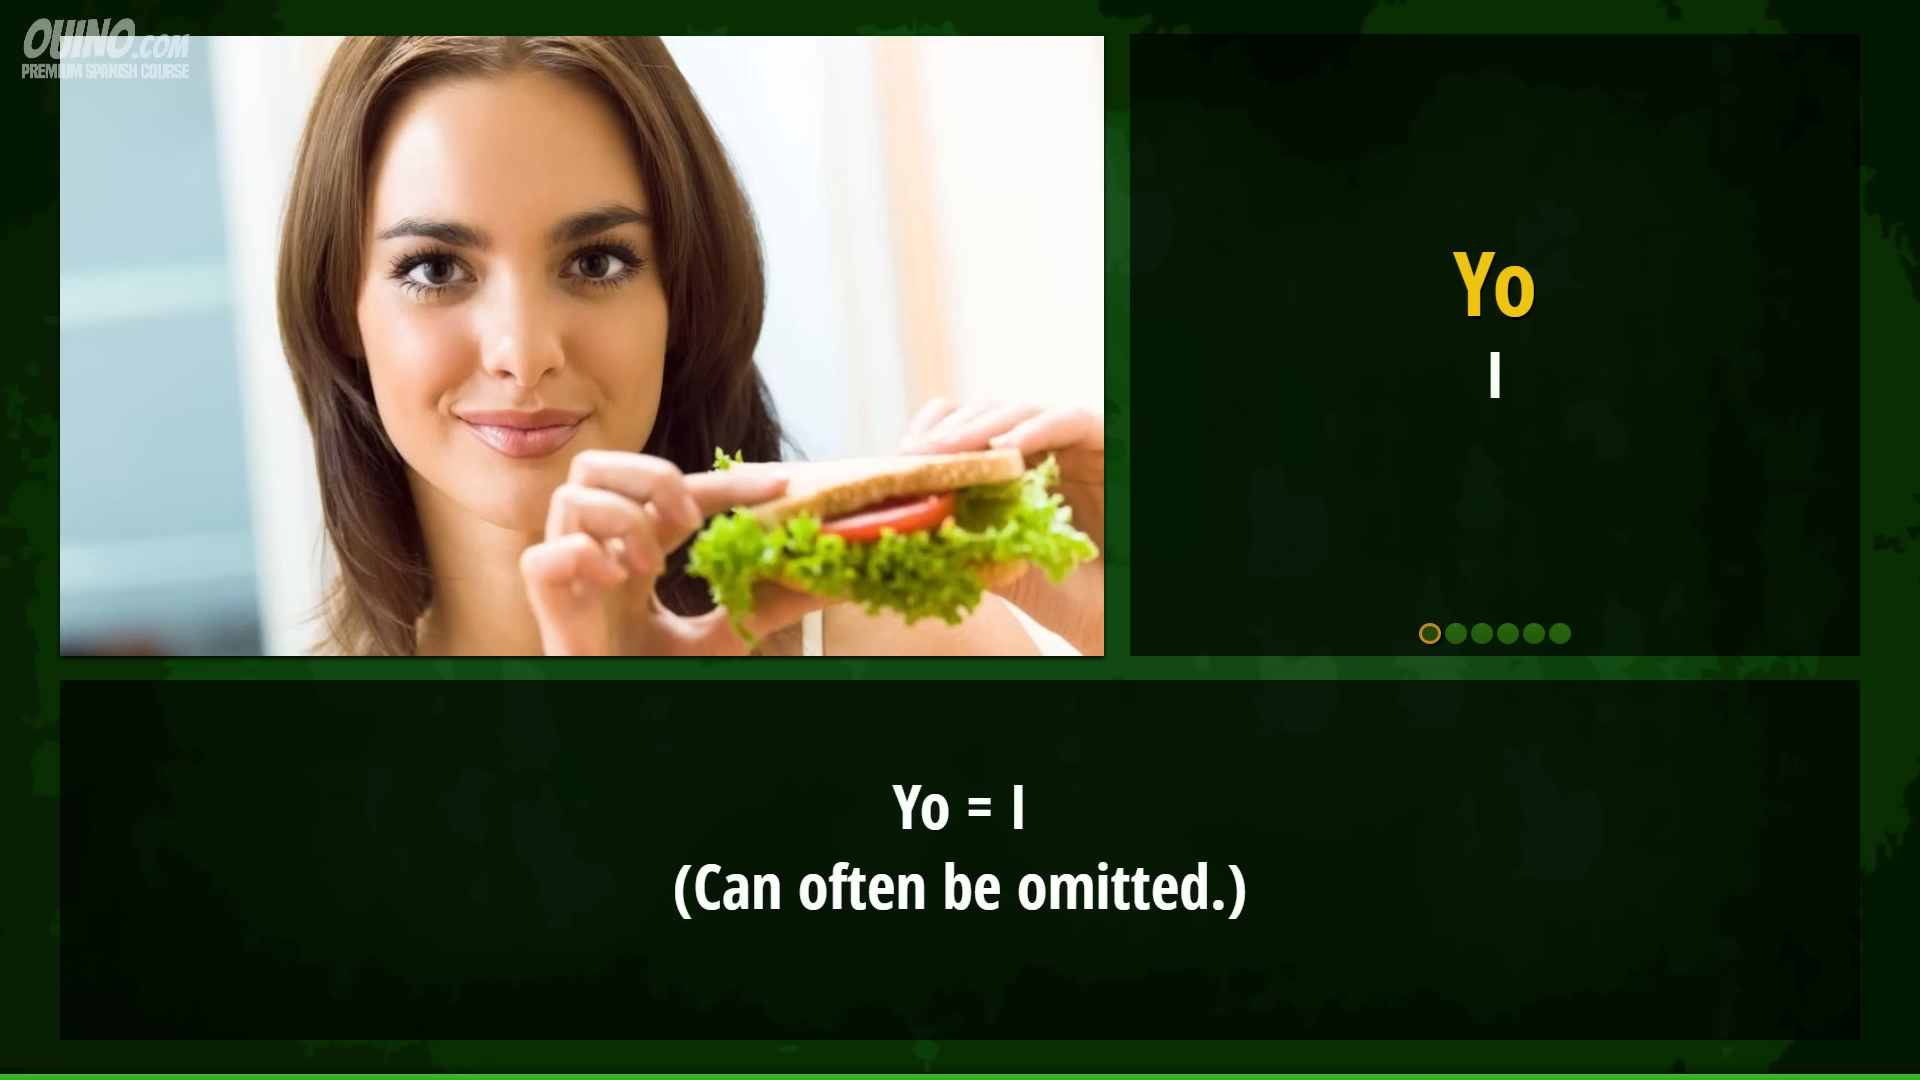 OUINO.COM
PREMIUM SPANISH COURSE
Yo
I
Yo = I
(Can often be omitted.)